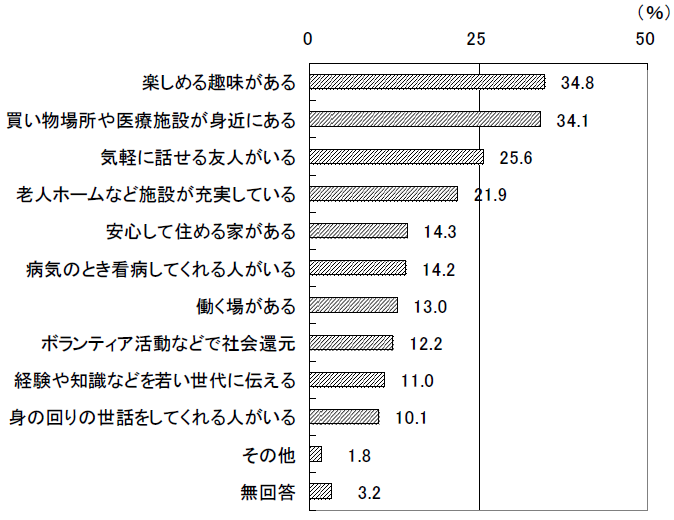 （％）
0 25 50
楽しめる趣味がある 34.8
買い物場所や医療施設が身近にある 34.1
気軽に話せる友人がいる 25.6
老人ホームなど施設が充実している 21.9
安心して住める家がある 14.3
病気のとき看病してくれる人がいる 14.2
働く場がある 13.0
ボランティア活動などで社会還元 12.2
経験や知識などを若い世代に伝える 11.0
身の回りの世話をしてくれる人がいる 10.1
その他 1.8
無回答 3.2